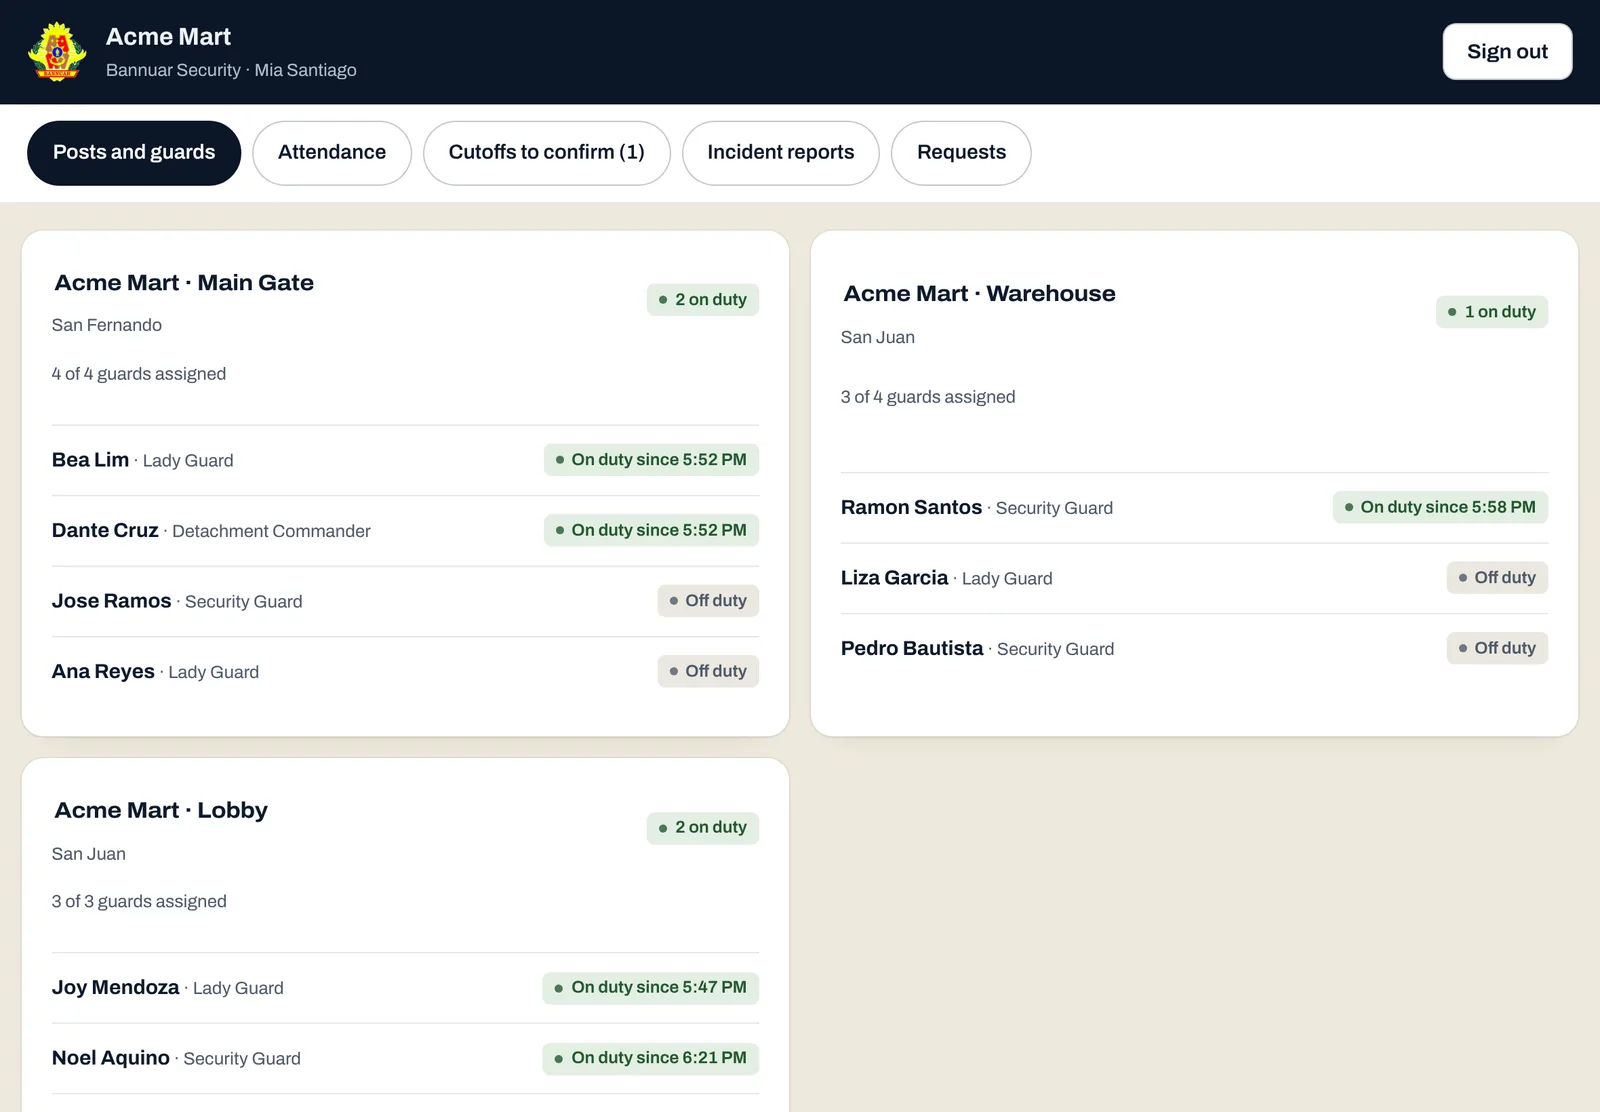 Acme Mart
Bannuar Security · Mia Santiago
Sign out
Posts and guards
Attendance
Cutoffs to confirm (1)
Incident reports
Requests
Acme Mart · Main Gate
2 on duty
San Fernando
4 of 4 guards assigned
Bea Lim · Lady Guard
On duty since 5:52 PM
Dante Cruz · Detachment Commander
On duty since 5:52 PM
Jose Ramos · Security Guard
Off duty
Ana Reyes · Lady Guard
Off duty
Acme Mart · Warehouse
1 on duty
San Juan
3 of 4 guards assigned
Ramon Santos · Security Guard
On duty since 5:58 PM
Liza Garcia · Lady Guard
Off duty
Pedro Bautista · Security Guard
Off duty
Acme Mart · Lobby
2 on duty
San Juan
3 of 3 guards assigned
Joy Mendoza · Lady Guard
On duty since 5:47 PM
Noel Aquino · Security Guard
On duty since 6:21 PM